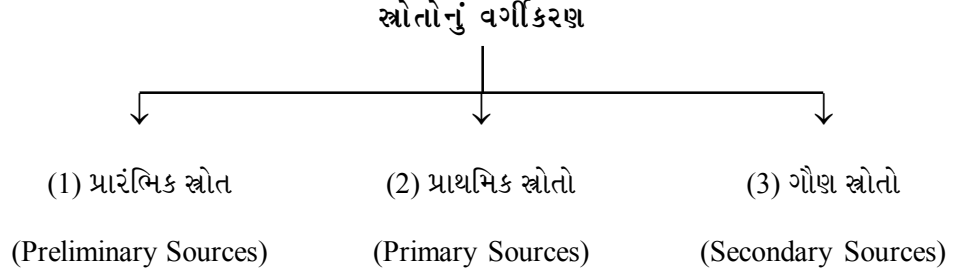 સ્ત્રોતોનું વર્ગીકરણ
(1) પ્રારંભિક સ્ત્રોત (2) પ્રાથમિક સ્ત્રોતો (3) ગૌણ સ્ત્રોતો
(Preliminary Sources) (Primary Sources) (Secondary Sources)